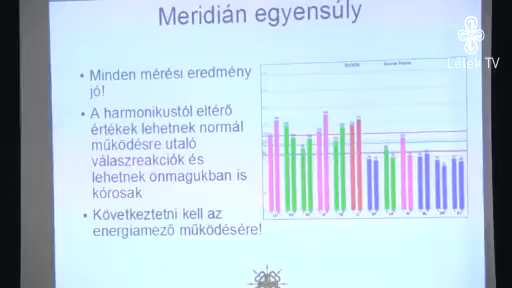 Meridián egyensúly
Lélek TV
• Minden mérési eredmény
jó!
• A harmonikustól eltérő
értékek lehetnek normál
működésre utaló
válaszreakciók és
lehetnek önmagukban is
kórosak
• Következtetni kell az
energiamező működésére!